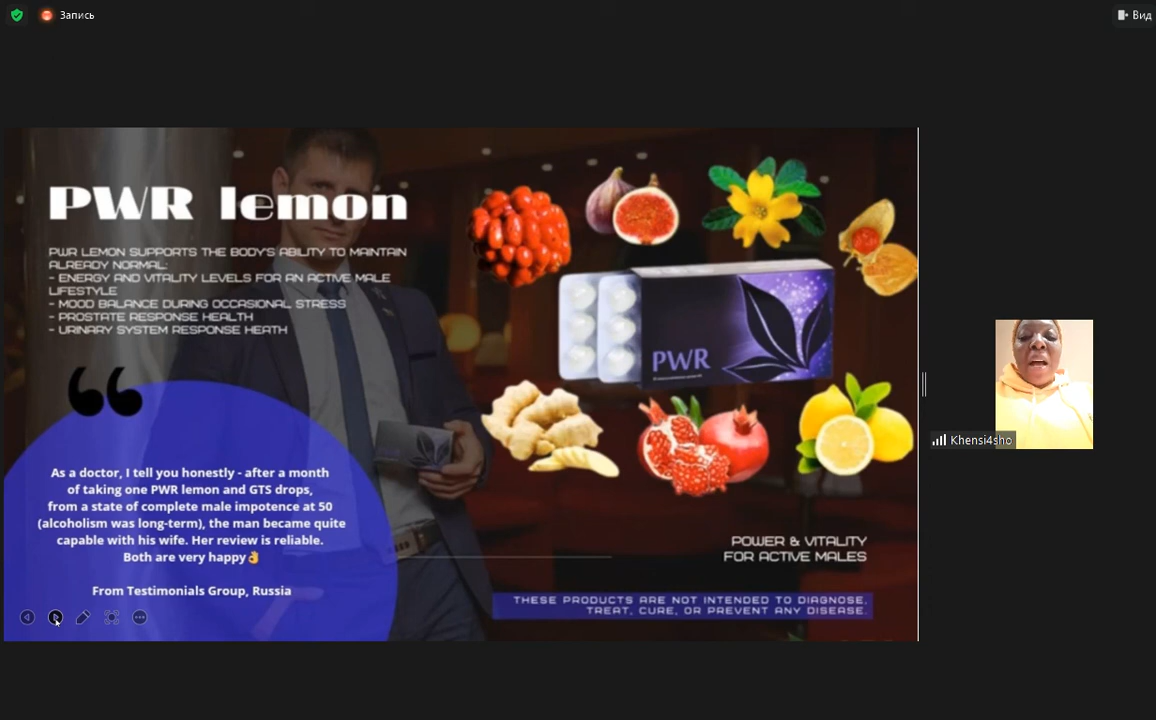 Запись
Вид
PWR lemon
PWR LEMON SUPPORTS THE BODY'S ABILITY TO MAINTAIN
ALREADY NORMAL:
- ENERGY AND VITALITY LEVELS FOR AN ACTIVE MALE
LIFESTYLE
- MOOD BALANCE DURING OCCASIONAL STRESS
- PROSTATE RESPONSE HEALTH
- URINARY SYSTEM RESPONSE HEATH
As a doctor, I tell you honestly - after a month
of taking one PWR lemon and GTS drops,
from a state of complete male impotence at 50
(alcoholism was long-term), the man became quite
capable with his wife. Her review is reliable.
Both are very happy👌
From Testimonials Group, Russia
PWR
POWER & VITALITY
FOR ACTIVE MALES
THESE PRODUCTS ARE NOT INTENDED TO DIAGNOSE,
TREAT, CURE, OR PREVENT ANY DISEASE.
Khensi4sho